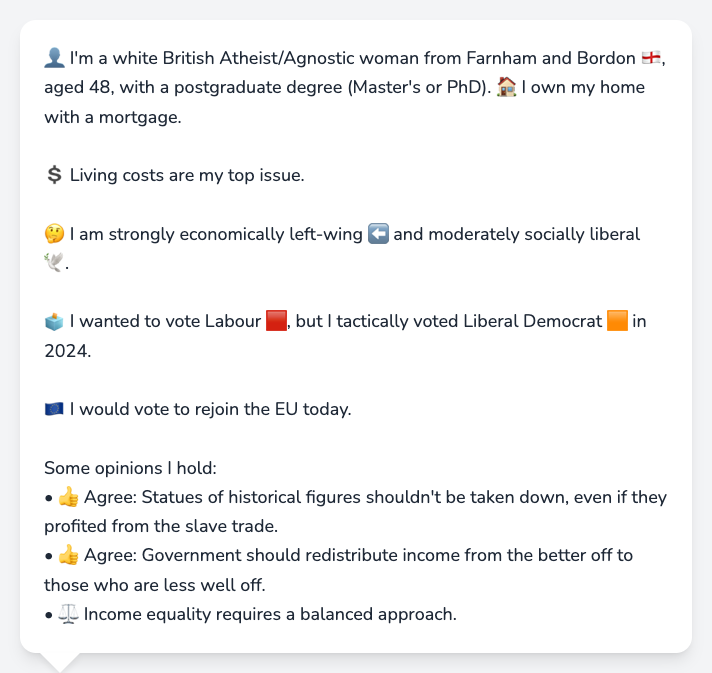 👤 I'm a white British Atheist/Agnostic woman from Farnham and Bordon 🏴󠁧󠁢󠁥󠁮󠁧󠁿,
aged 48, with a postgraduate degree (Master's or PhD). 🏠 I own my home
with a mortgage.
💲 Living costs are my top issue.
🤔 I am strongly economically left-wing ⬅️ and moderately socially liberal
🕊️.
🗳️ I wanted to vote Labour 🟥, but I tactically voted Liberal Democrat 🟧 in
2024.
🇪🇺 I would vote to rejoin the EU today.
Some opinions I hold:
• 👍 Agree: Statues of historical figures shouldn't be taken down, even if they
profited from the slave trade.
• 👍 Agree: Government should redistribute income from the better off to
those who are less well off.
• ⚖️ Income equality requires a balanced approach.